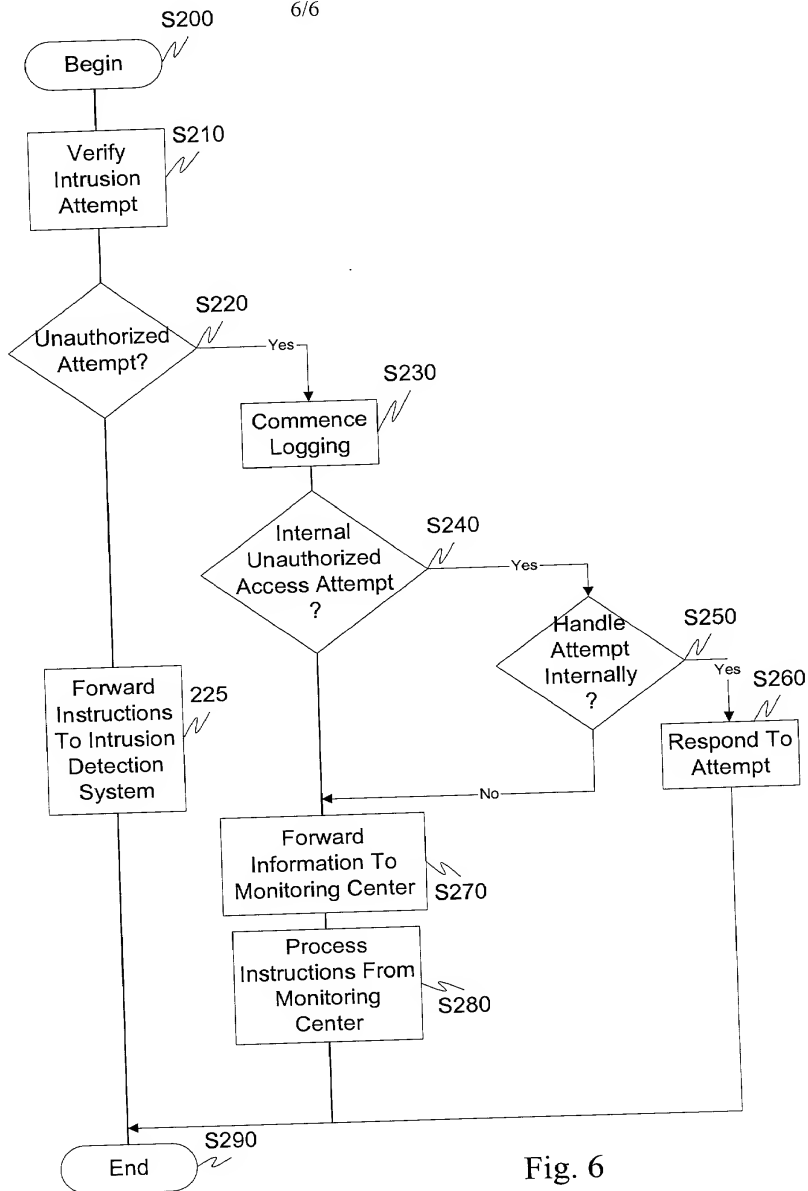 6/6
S200
Begin
S210
Verify
Intrusion
Attempt
S220
Unauthorized
Attempt?
Yes
S230
Commence
Logging
S240
Internal
Unauthorized
Access Attempt
?
Yes
S250
Handle
Attempt
Internally
?
Yes
S260
Respond To
Attempt
225
Forward
Instructions
To Intrusion
Detection
System
No
Forward
Information To
Monitoring Center
S270
Process
Instructions From
Monitoring
Center
S280
S290
End
Fig. 6